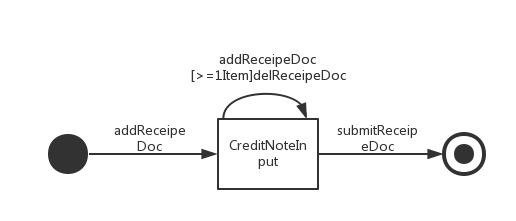 addReceipeDoc
[>=1Item]delReceipeDoc
addReceipe
Doc
CreditNoteIn
put
submitReceip
eDoc